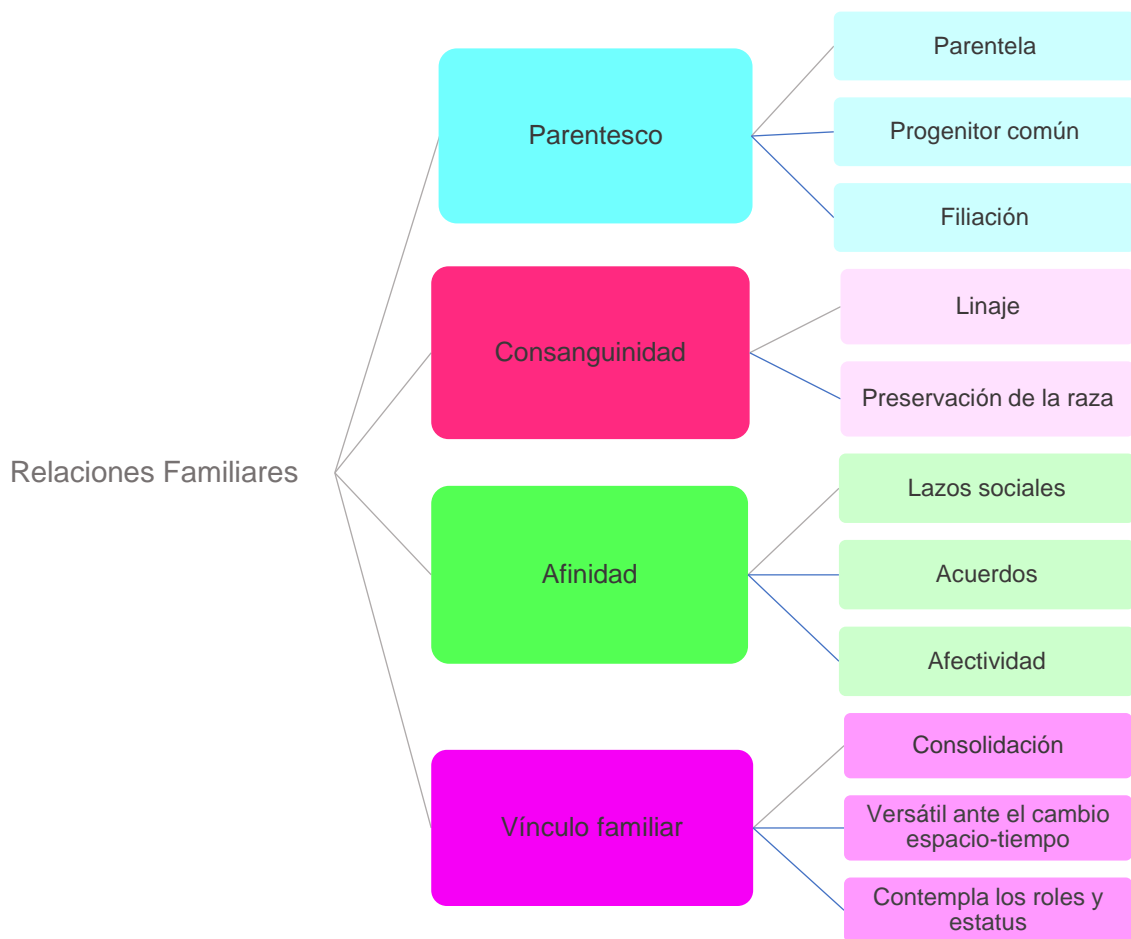 Relaciones Familiares
Parentesco
Parentela
Progenitor común
Filiación
Consanguinidad
Linaje
Preservación de la raza
Afinidad
Lazos sociales
Acuerdos
Afectividad
Vínculo familiar
Consolidación
Versátil ante el cambio
espacio-tiempo
Contempla los roles y
estatus